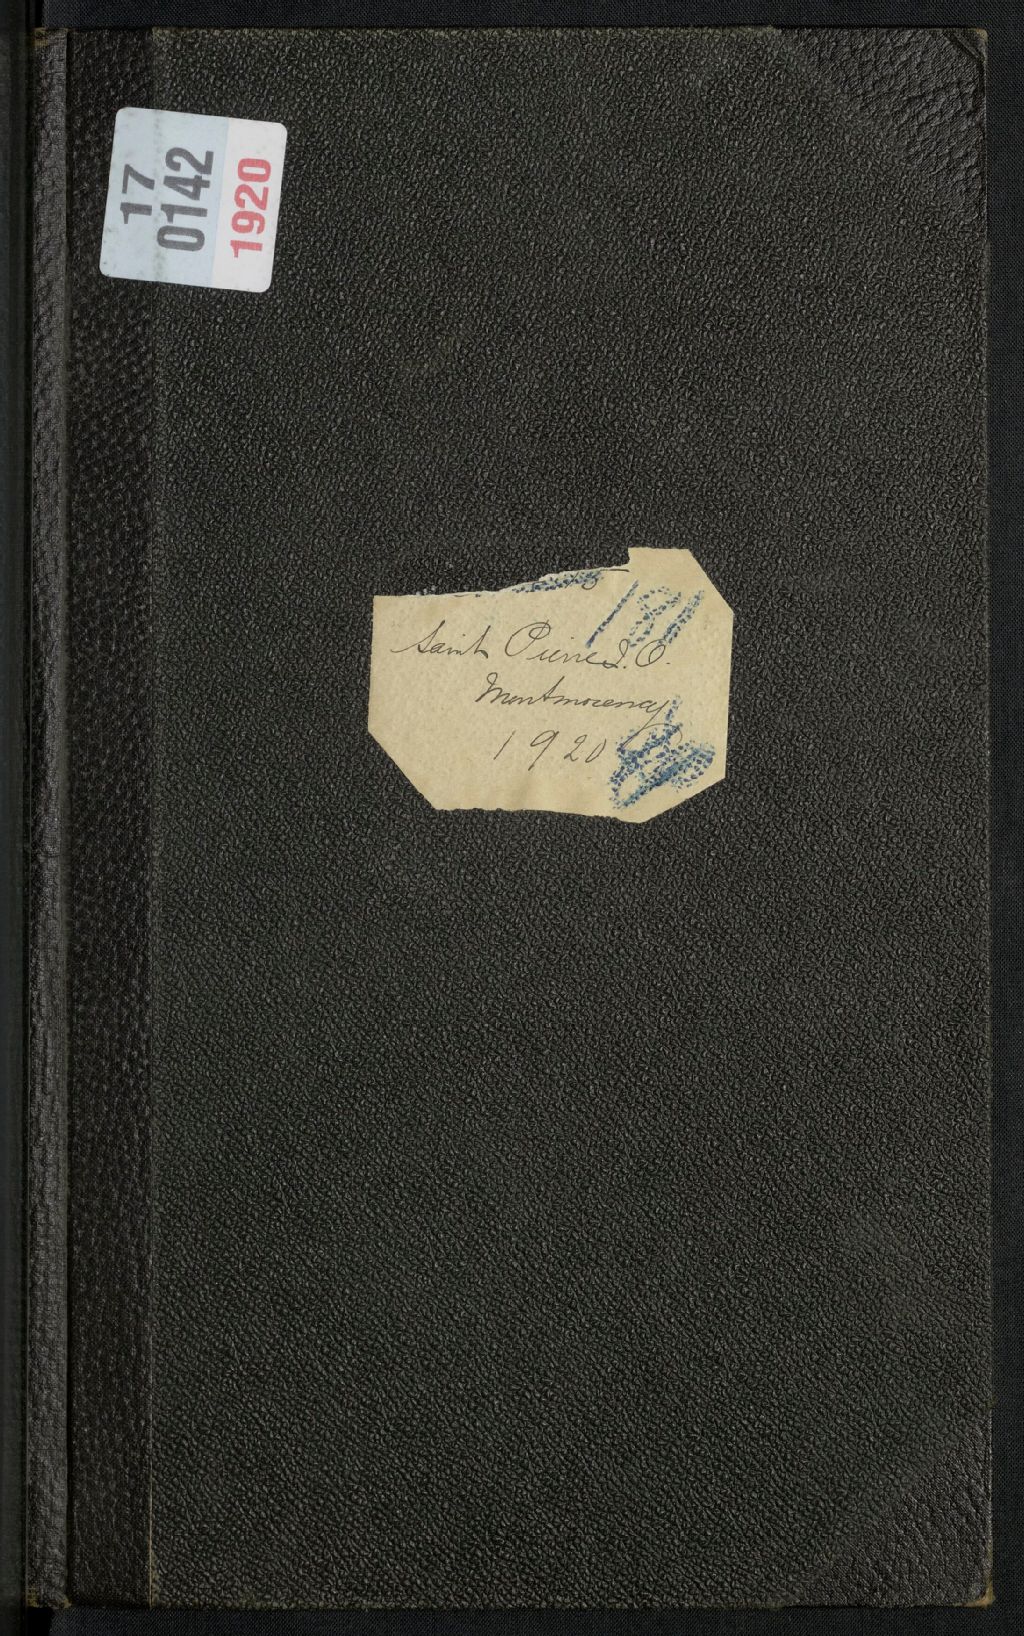 17
0142
1920
181
Saint Pierre I. O.
Montmorency
1920